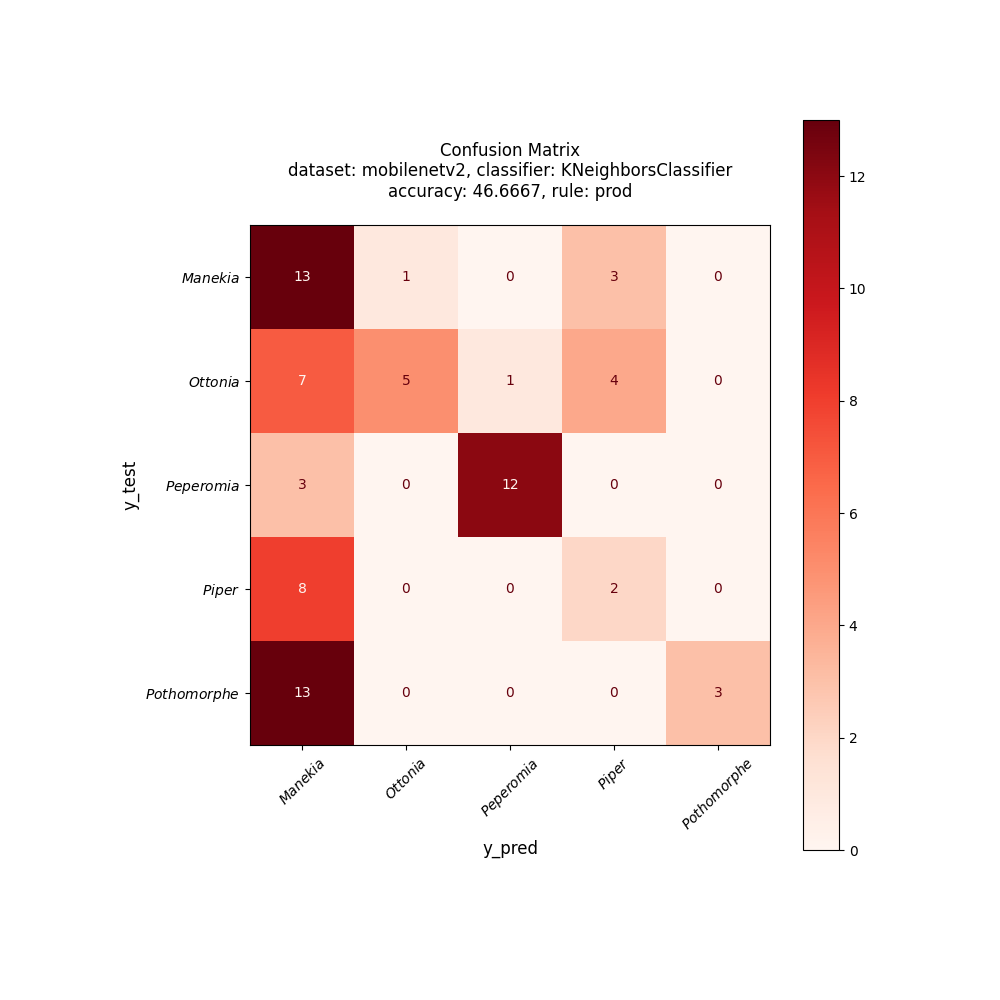 Confusion Matrix
dataset: mobilenetv2, classifier: KNeighborsClassifier
accuracy: 46.6667, rule: prod
y_test
Manekia 13 1 0 3 0
Ottonia 7 5 1 4 0
Peperomia 3 0 12 0 0
Piper 8 0 0 2 0
Pothomorphe 13 0 0 0 3
Manekia Ottonia Peperomia Piper Pothomorphe
y_pred
12
10
8
6
4
2
0